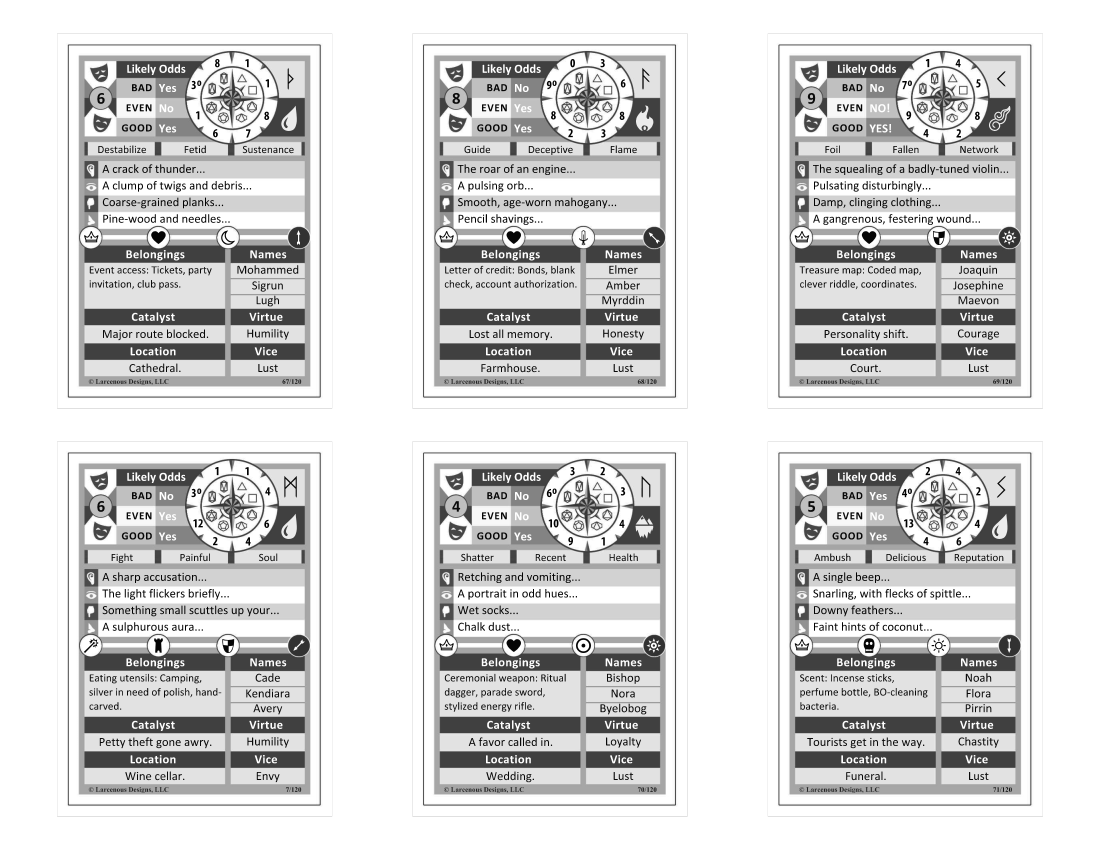 Likely Odds
BAD Yes
6 EVEN No
GOOD Yes
8 1 1 8 7 6 1 3⁰
Destabilize Fetid Sustenance
A crack of thunder...
A clump of twigs and debris...
Coarse-grained planks...
Pine-wood and needles...
Belongings Names
Event access: Tickets, party
invitation, club pass.
Mohammed
Sigrun
Lugh
Catalyst Virtue
Major route blocked. Humility
Location Vice
Cathedral. Lust
© Larcenous Designs, LLC 67/120
Likely Odds
BAD No
8 EVEN Yes
GOOD Yes
0 3 6 8 3 2 8 9⁰
Guide Deceptive Flame
The roar of an engine...
A pulsing orb...
Smooth, age-worn mahogany...
Pencil shavings...
Belongings Names
Letter of credit: Bonds, blank
check, account authorization.
Elmer
Amber
Myrddin
Catalyst Virtue
Lost all memory. Honesty
Location Vice
Farmhouse. Lust
© Larcenous Designs, LLC 68/120
Likely Odds
BAD No
9 EVEN NO!
GOOD YES!
1 4 5 8 2 4 9 7⁰
Foil Fallen Network
The squealing of a badly-tuned violin...
Pulsating disturbingly...
Damp, clinging clothing...
A gangrenous, festering wound...
Belongings Names
Treasure map: Coded map,
clever riddle, coordinates.
Joaquin
Josephine
Maevon
Catalyst Virtue
Personality shift. Courage
Location Vice
Court. Lust
© Larcenous Designs, LLC 69/120
Likely Odds
BAD No
6 EVEN Yes
GOOD Yes
1 1 4 6 4 2 12 3⁰
Fight Painful Soul
A sharp accusation...
The light flickers briefly...
Something small scuttles up your...
A sulphurous aura...
Belongings Names
Eating utensils: Camping,
silver in need of polish, hand-
carved.
Cade
Kendiara
Avery
Catalyst Virtue
Petty theft gone awry. Humility
Location Vice
Wine cellar. Envy
© Larcenous Designs, LLC 7/120
Likely Odds
BAD No
4 EVEN No
GOOD Yes
3 2 3 4 1 9 10 6⁰
Shatter Recent Health
Retching and vomiting...
A portrait in odd hues...
Wet socks...
Chalk dust...
Belongings Names
Ceremonial weapon: Ritual
dagger, parade sword,
stylized energy rifle.
Bishop
Nora
Byelobog
Catalyst Virtue
A favor called in. Loyalty
Location Vice
Wedding. Lust
© Larcenous Designs, LLC 70/120
Likely Odds
BAD Yes
5 EVEN No
GOOD Yes
2 4 2 4 6 4 13 4⁰
Ambush Delicious Reputation
A single beep...
Snarling, with flecks of spittle...
Downy feathers...
Faint hints of coconut...
Belongings Names
Scent: Incense sticks,
perfume bottle, BO-cleaning
bacteria.
Noah
Flora
Pirrin
Catalyst Virtue
Tourists get in the way. Chastity
Location Vice
Funeral. Lust
© Larcenous Designs, LLC 71/120